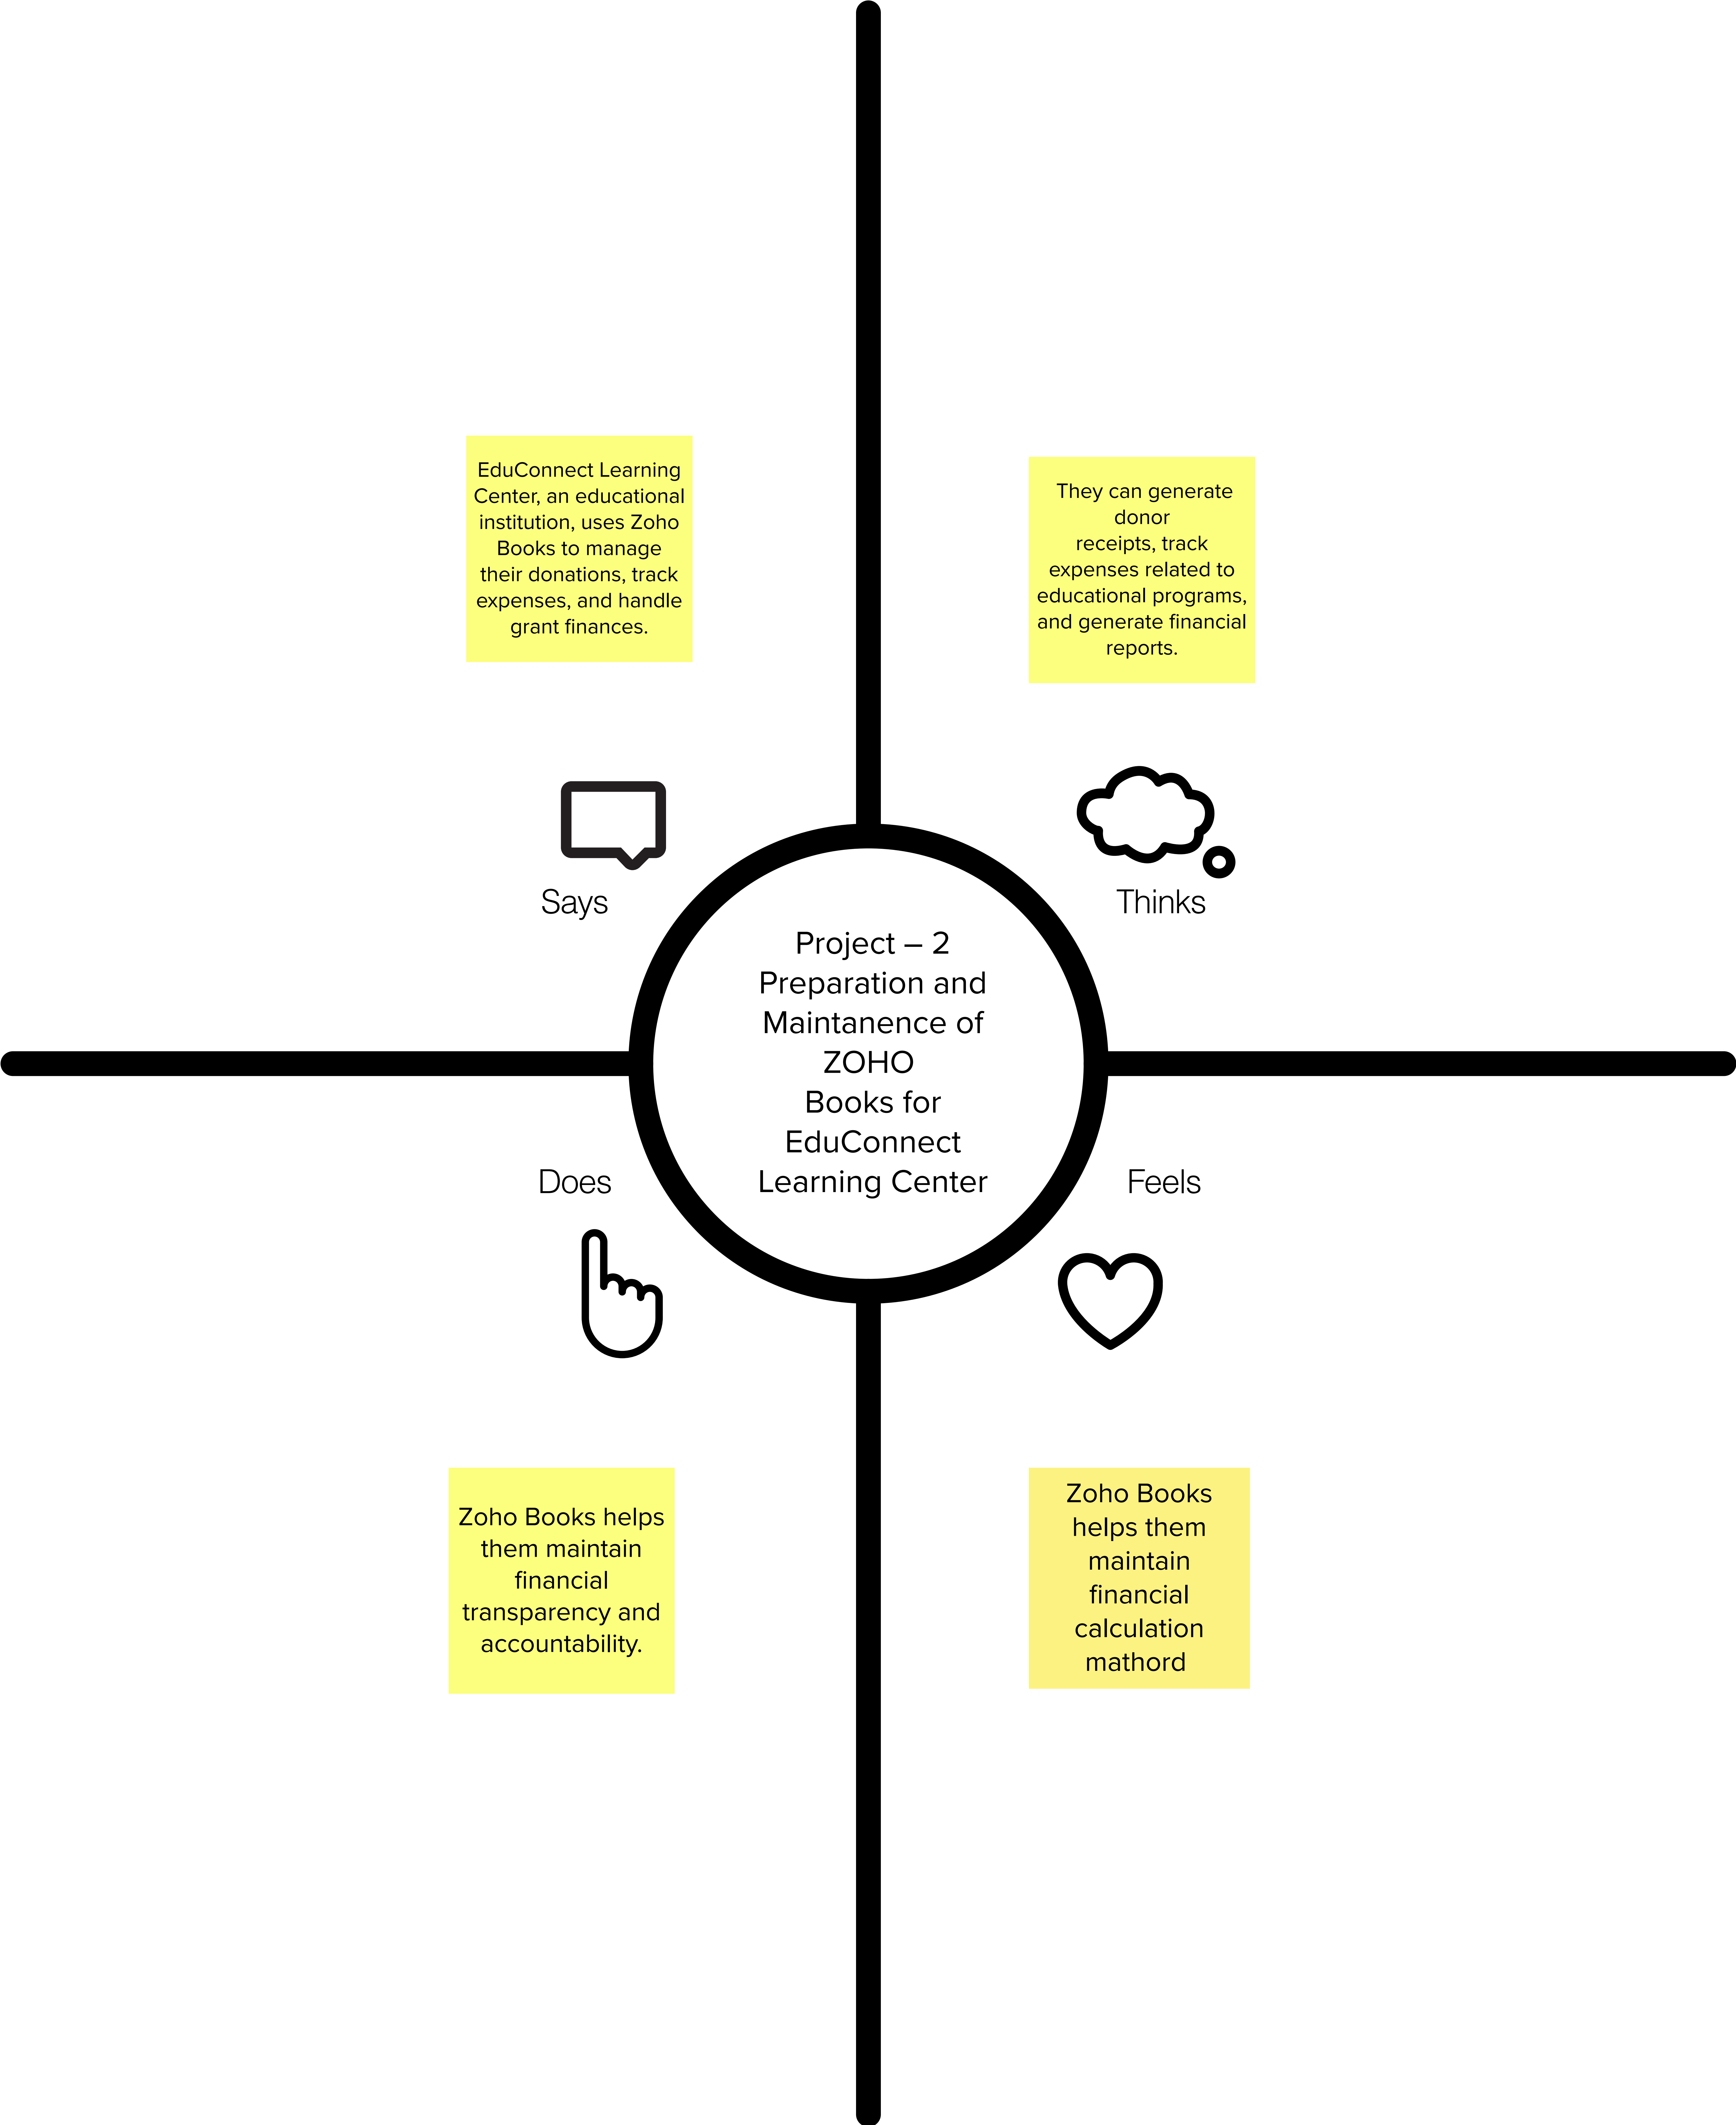 EduConnect Learning
Center, an educational
institution, uses Zoho
Books to manage
their donations, track
expenses, and handle
grant finances.
They can generate
donor
receipts, track
expenses related to
educational programs,
and generate financial
reports.
Says
Thinks
Project – 2
Preparation and
Maintanence of
ZOHO
Books for
EduConnect
Learning Center
Does
Feels
Zoho Books helps
them maintain
financial
transparency and
accountability.
Zoho Books
helps them
maintain
financial
calculation
mathord